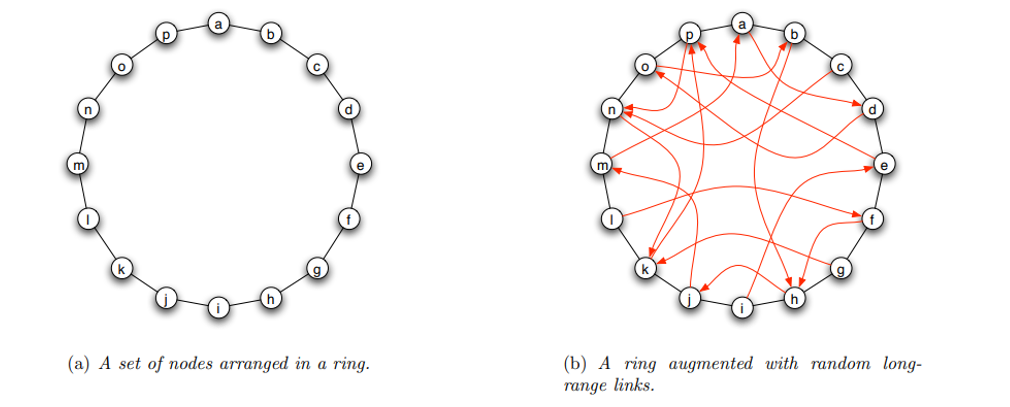 a
b
c
d
e
f
g
h
i
j
k
l
m
n
o
p
a
b
c
d
e
f
g
h
i
j
k
l
m
n
o
p
(a) A set of nodes arranged in a ring.
(b) A ring augmented with random long-
range links.